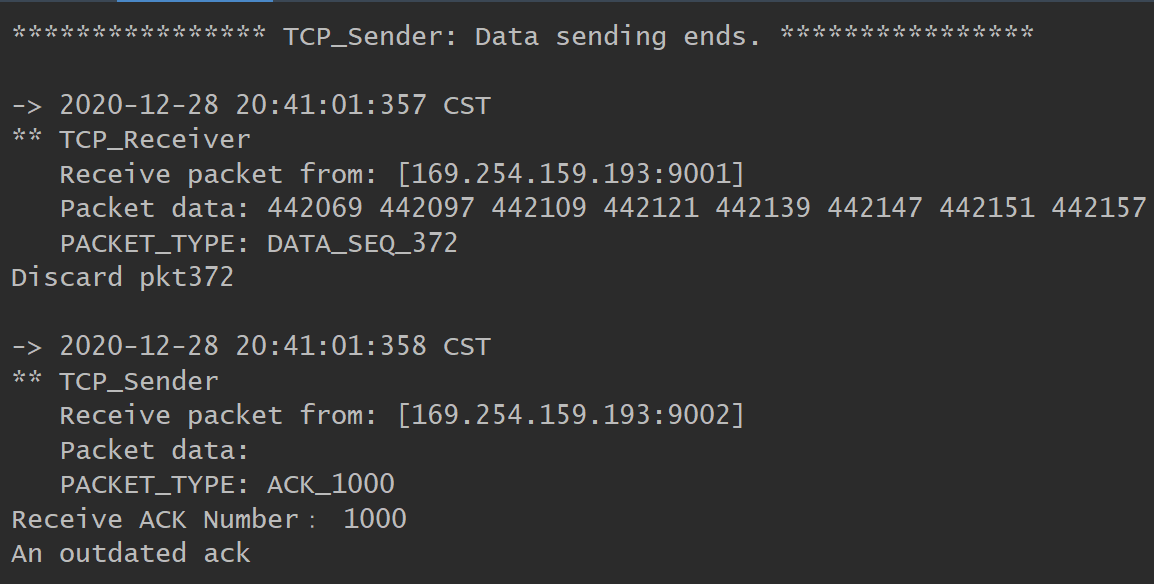 **************** TCP_Sender: Data sending ends. ****************
-> 2020-12-28 20:41:01:357 CST
** TCP_Receiver
Receive packet from: [169.254.159.193:9001]
Packet data: 442069 442097 442109 442121 442139 442147 442151 442157
PACKET_TYPE: DATA_SEQ_372
Discard pkt372
-> 2020-12-28 20:41:01:358 CST
** TCP_Sender
Receive packet from: [169.254.159.193:9002]
Packet data:
PACKET_TYPE: ACK_1000
Receive ACK Number： 1000
An outdated ack